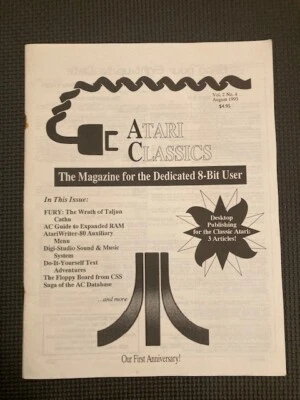 Vol. 2 No. 4
August 1993
$4.95
ATARI
CLASSICS
The Magazine for the Dedicated 8-Bit User
In This Issue:
FURY: The Wrath of Taljon
Cathu
AC Guide to Expanded RAM
AtariWriter-80 Auxiliary
Menu
Digi-Studio Sound & Music
System
Do-It-Yourself Text
Adventures
The Floppy Board from CSS
Saga of the AC Database
...and more
Desktop
Publishing
for the Classic Atari:
3 Articles!
Our First Anniversary!